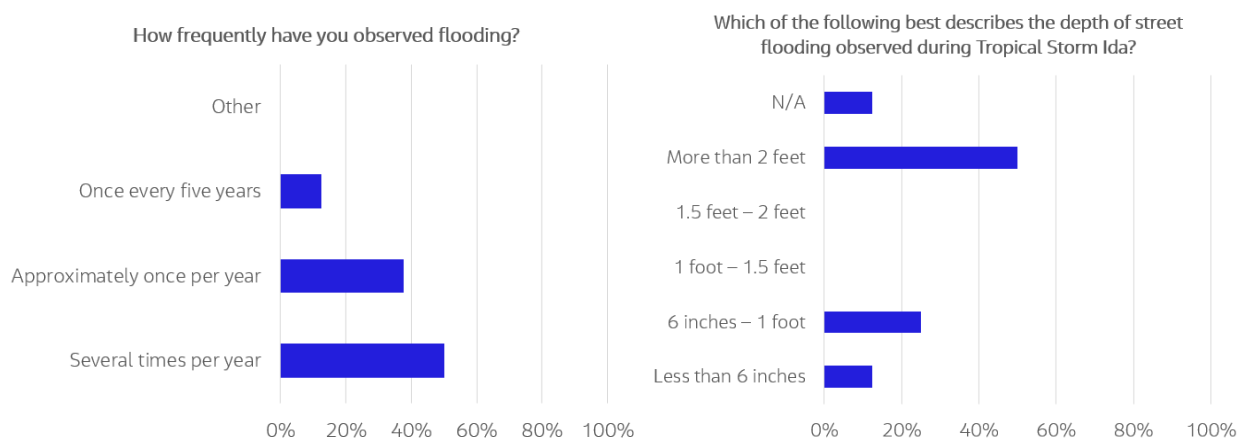 How frequently have you observed flooding?
Other
Once every five years
Approximately once per year
Several times per year
0% 20% 40% 60% 80% 100%
Which of the following best describes the depth of street
flooding observed during Tropical Storm Ida?
N/A
More than 2 feet
1.5 feet – 2 feet
1 foot – 1.5 feet
6 inches – 1 foot
Less than 6 inches
0% 20% 40% 60% 80% 100%